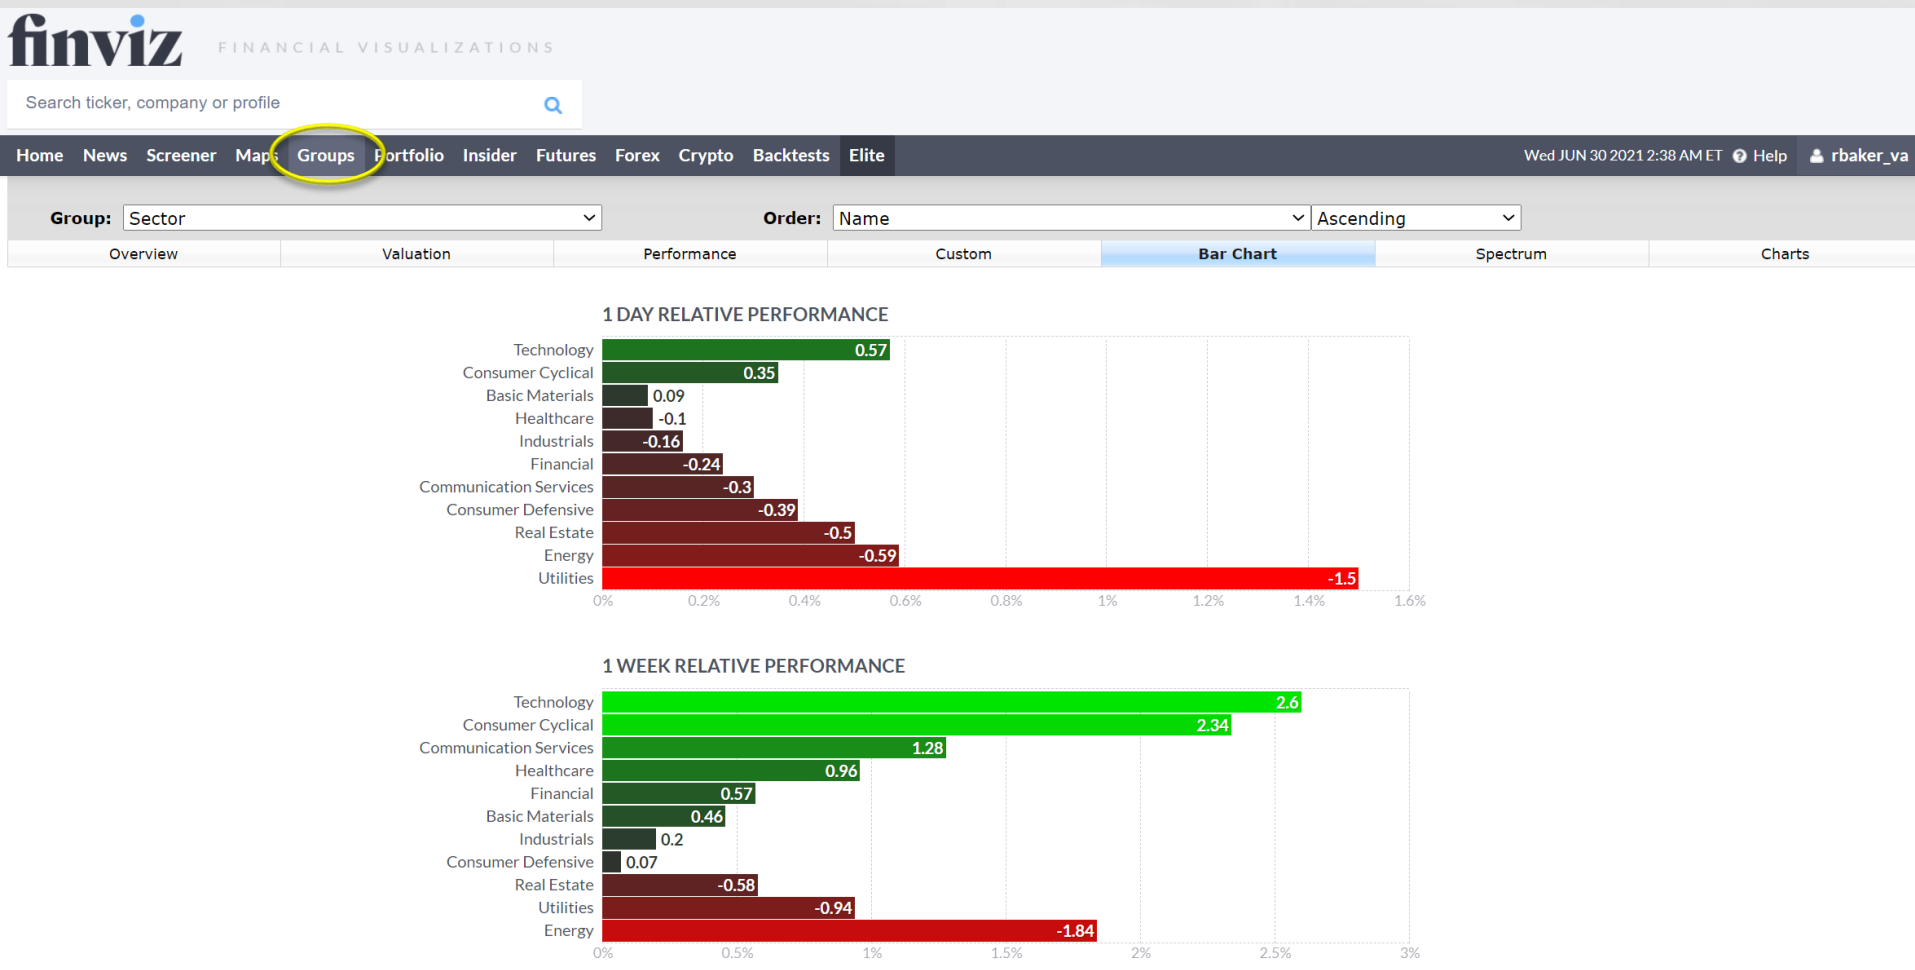 finviz FINANCIAL VISUALIZATIONS
Search ticker, company or profile
Home News Screener Maps Groups Portfolio Insider Futures Forex Crypto Backtests Elite Wed JUN 30 2021 2:38 AM ET ? Help rbaker_va
Group: Sector Order: Name Ascending
Overview Valuation Performance Custom Bar Chart Spectrum Charts
1 DAY RELATIVE PERFORMANCE
Technology 0.57
Consumer Cyclical 0.35
Basic Materials 0.09
Healthcare -0.1
Industrials -0.16
Financial -0.24
Communication Services -0.3
Consumer Defensive -0.39
Real Estate -0.5
Energy -0.59
Utilities -1.5
0% 0.2% 0.4% 0.6% 0.8% 1% 1.2% 1.4% 1.6%
1 WEEK RELATIVE PERFORMANCE
Technology 2.6
Consumer Cyclical 2.34
Communication Services 1.28
Healthcare 0.96
Financial 0.57
Basic Materials 0.46
Industrials 0.2
Consumer Defensive 0.07
Real Estate -0.58
Utilities -0.94
Energy -1.84
0% 0.5% 1% 1.5% 2% 2.5% 3%